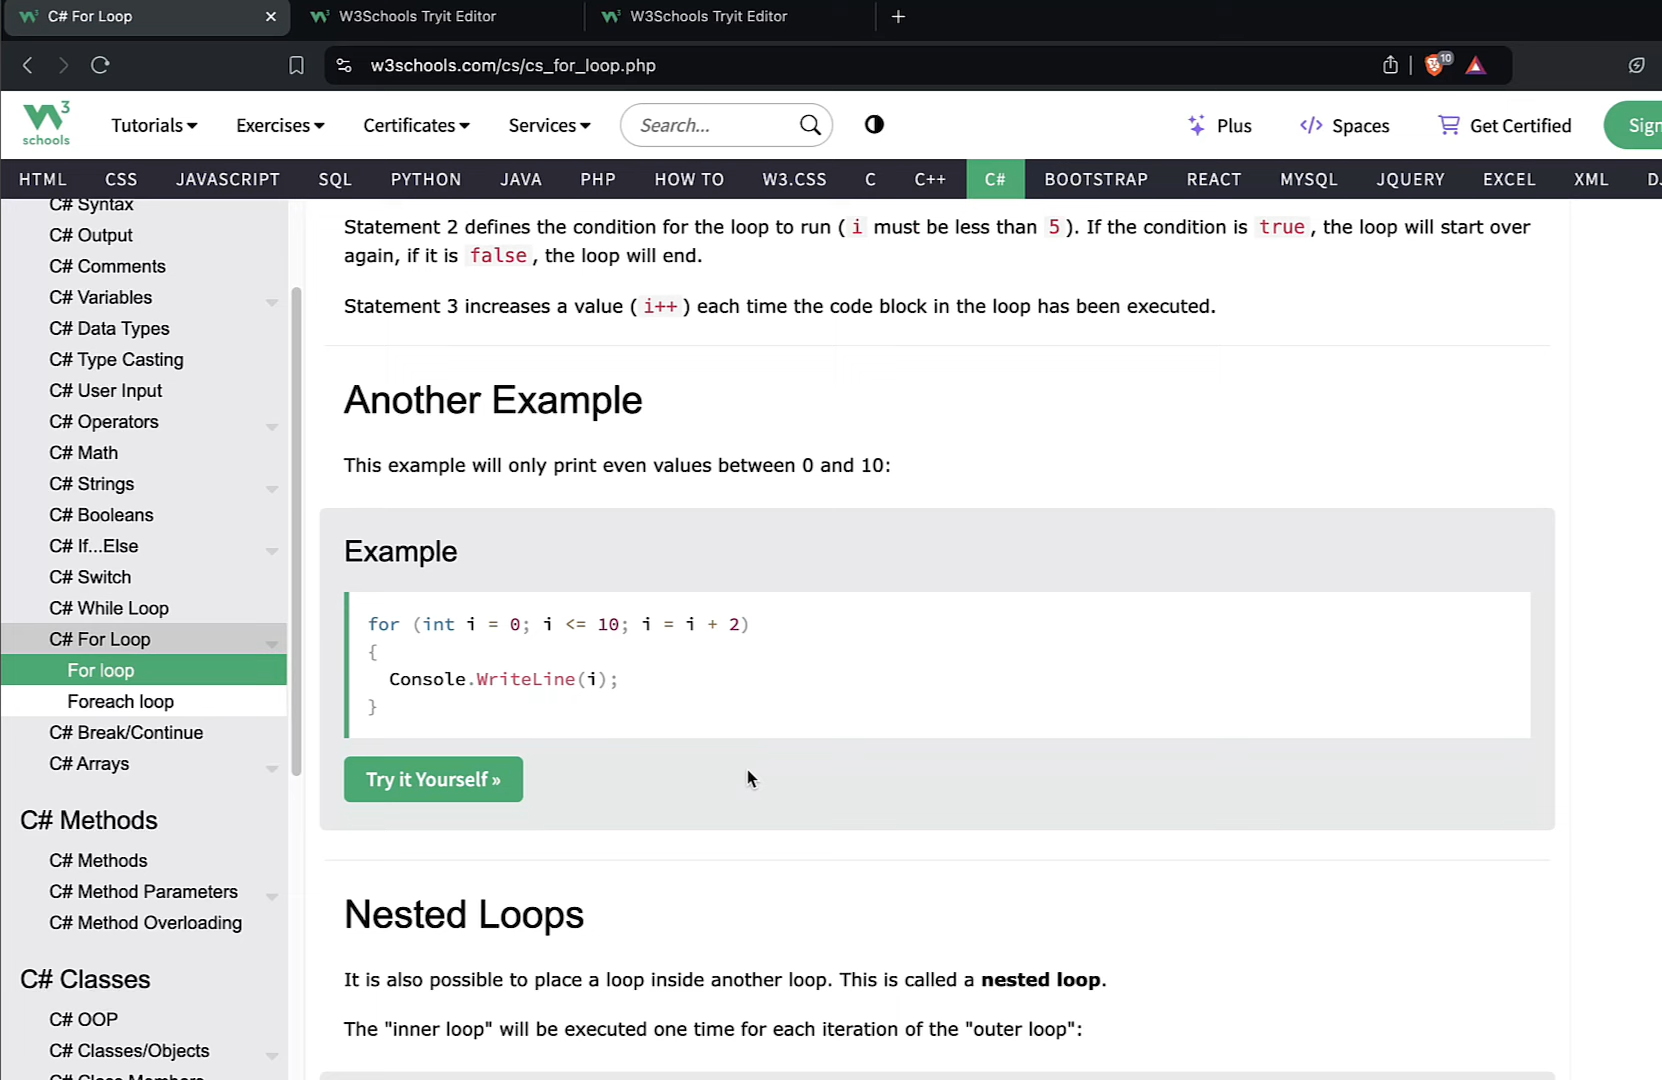 C# For Loop
W3Schools Tryit Editor
W3Schools Tryit Editor
w3schools.com/cs/cs_for_loop.php
10
3
schools
Tutorials
Exercises
Certificates
Services
Search...
Plus
Spaces
Get Certified
Sign
HTML
CSS
JAVASCRIPT
SQL
PYTHON
JAVA
PHP
HOW TO
W3.CSS
C
C++
C#
BOOTSTRAP
REACT
MYSQL
JQUERY
EXCEL
XML
C# Syntax
C# Output
C# Comments
C# Variables
C# Data Types
C# Type Casting
C# User Input
C# Operators
C# Math
C# Strings
C# Booleans
C# If...Else
C# Switch
C# While Loop
C# For Loop
For loop
Foreach loop
C# Break/Continue
C# Arrays
C# Methods
C# Methods
C# Method Parameters
C# Method Overloading
C# Classes
C# OOP
C# Classes/Objects
C# Class Members
Statement 2 defines the condition for the loop to run ( i must be less than 5 ). If the condition is true , the loop will start over
again, if it is false , the loop will end.
Statement 3 increases a value ( i++ ) each time the code block in the loop has been executed.
Another Example
This example will only print even values between 0 and 10:
Example
for (int i = 0; i <= 10; i = i + 2)
{
Console.WriteLine(i);
}
Try it Yourself »
Nested Loops
It is also possible to place a loop inside another loop. This is called a nested loop.
The "inner loop" will be executed one time for each iteration of the "outer loop":